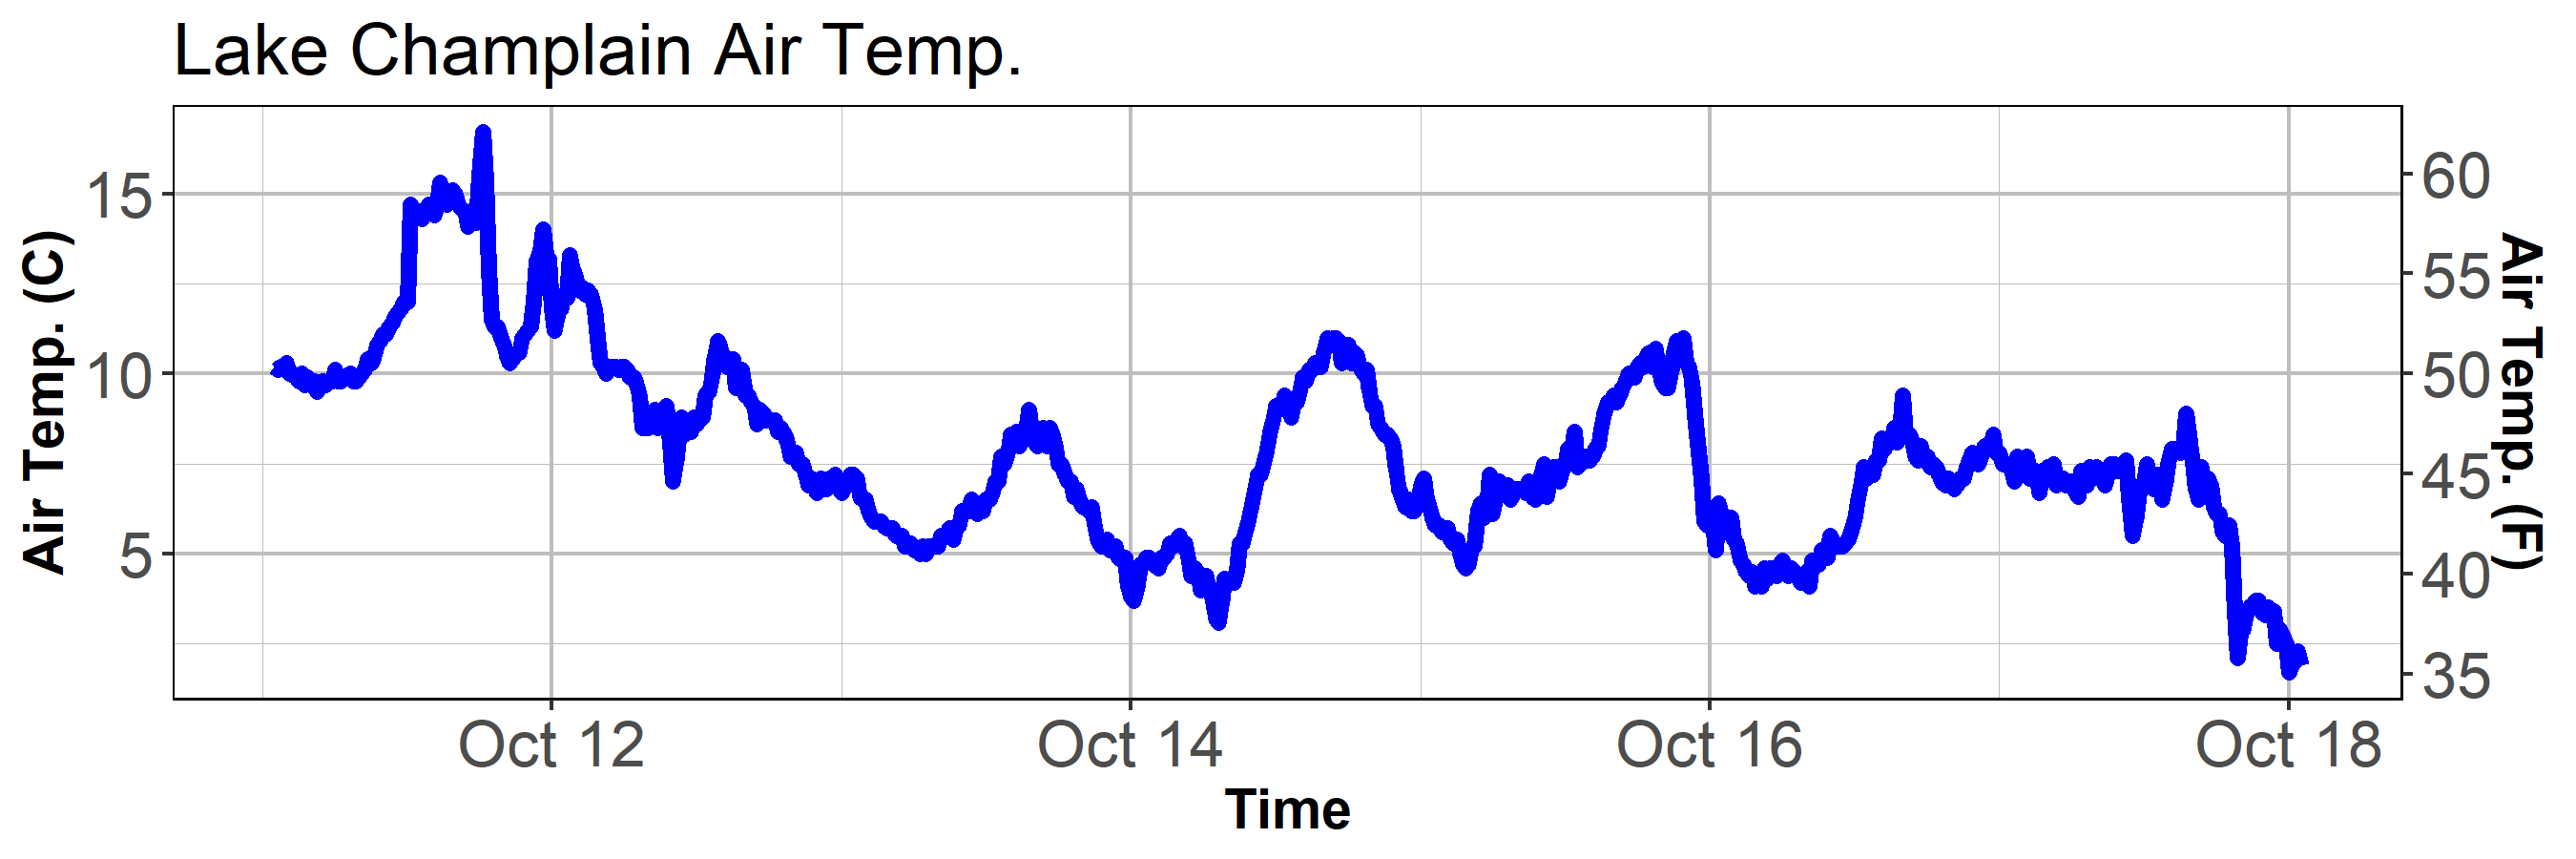 Lake Champlain Air Temp.
Air Temp. (C)
15
10
5
60
55
50
45
40
35
Air Temp. (F)
Oct 12 Oct 14 Oct 16 Oct 18
Time